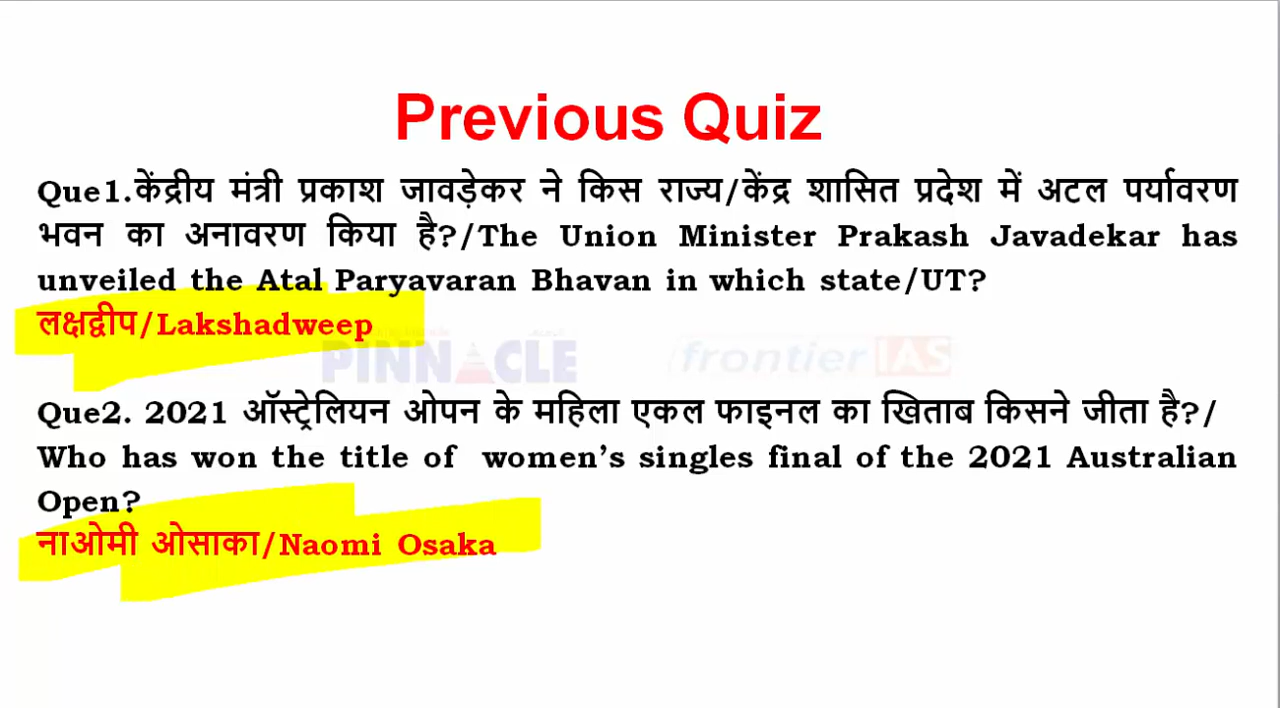 Previous Quiz
Que1.केंद्रीय मंत्री प्रकाश जावड़ेकर ने किस राज्य/केंद्र शासित प्रदेश में अटल पर्यावरण
भवन का अनावरण किया है?/The Union Minister Prakash Javadekar has
unveiled the Atal Paryavaran Bhavan in which state/UT?
लक्षद्वीप/Lakshadweep
PINNACLE frontier IAS
Que2. 2021 ऑस्ट्रेलियन ओपन के महिला एकल फाइनल का खिताब किसने जीता है?/
Who has won the title of women’s singles final of the 2021 Australian
Open?
नाओमी ओसाका/Naomi Osaka